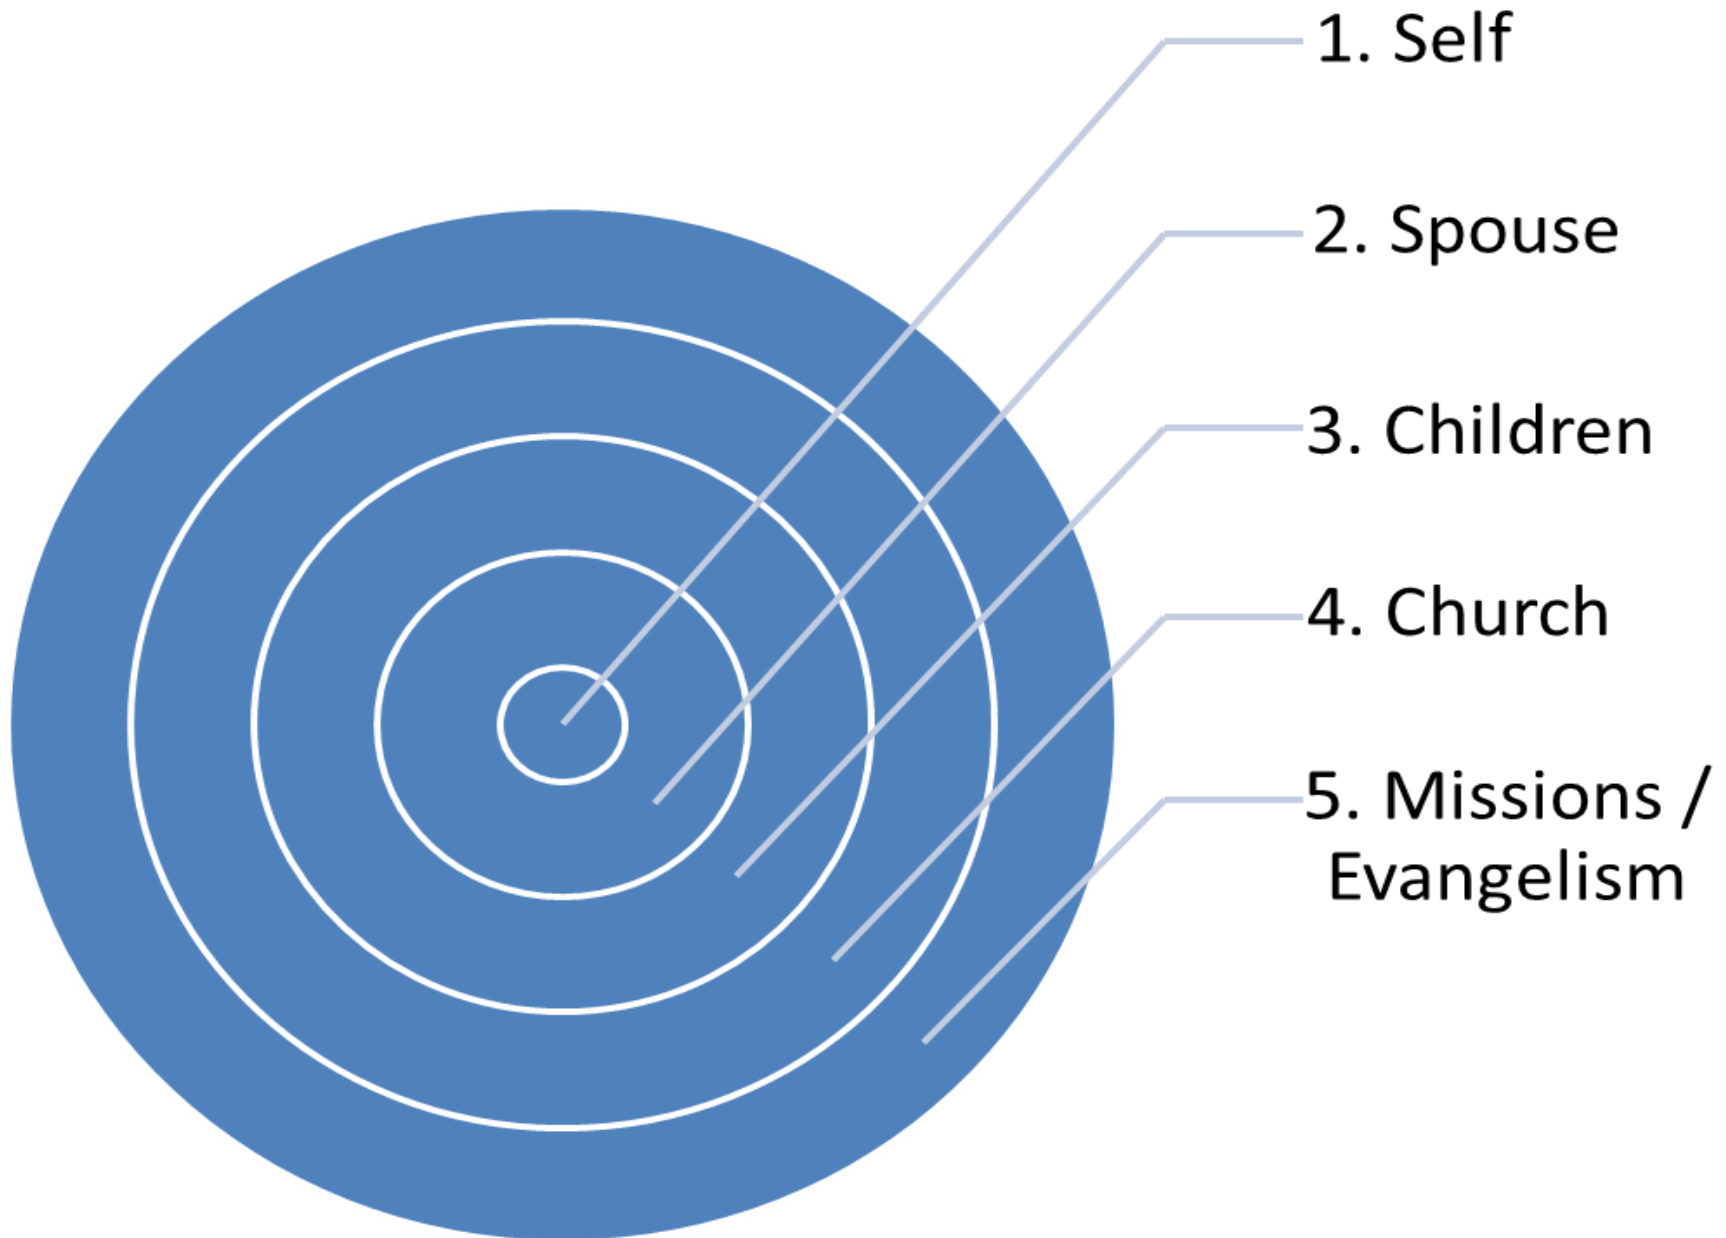 1. Self
2. Spouse
3. Children
4. Church
5. Missions /
Evangelism